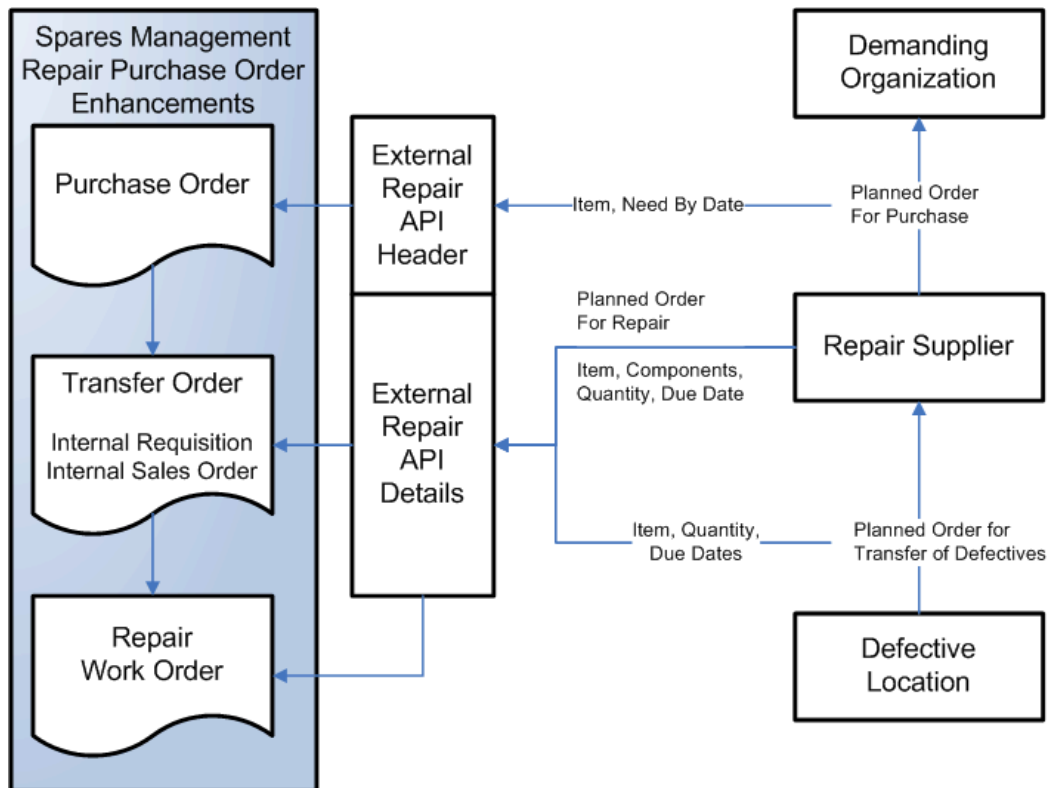 Spares Management
Repair Purchase Order
Enhancements
Purchase Order
Transfer Order
Internal Requisition
Internal Sales Order
Repair
Work Order
External
Repair
API
Header
External
Repair
API
Details
Item, Need By Date
Planned Order
For Repair
Item, Components,
Quantity, Due Date
Item, Quantity,
Due Dates
Demanding
Organization
Planned Order
For Purchase
Repair Supplier
Planned Order for
Transfer of Defectives
Defective
Location